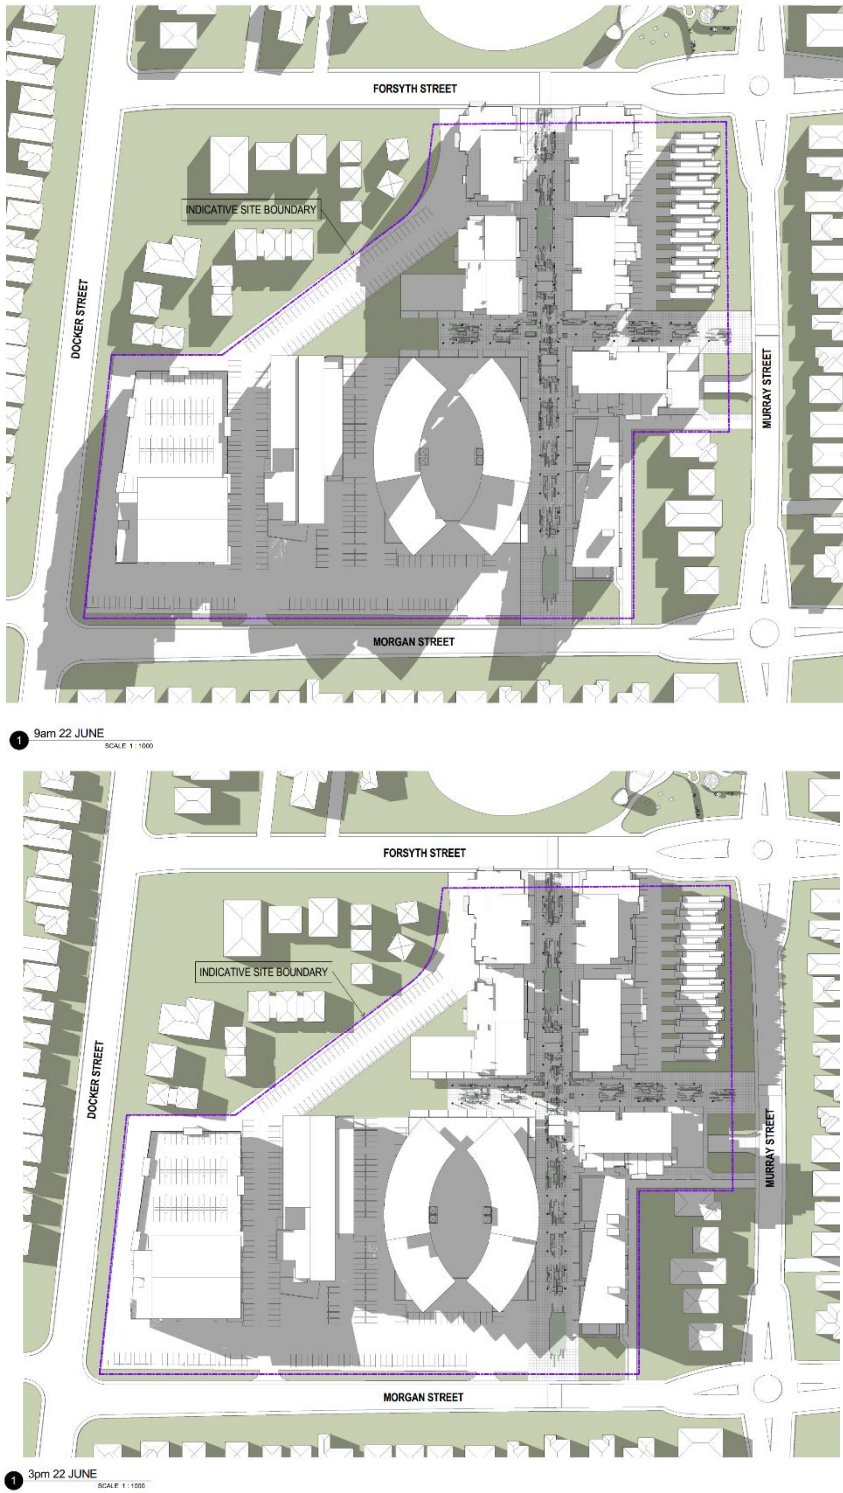 FORSYTH STREET
INDICATIVE SITE BOUNDARY
DOCKER STREET
MURRAY STREET
MORGAN STREET
1 9am 22 JUNE
SCALE 1 : 1000
FORSYTH STREET
INDICATIVE SITE BOUNDARY
DOCKER STREET
MURRAY STREET
MORGAN STREET
1 3pm 22 JUNE
SCALE 1 : 1000